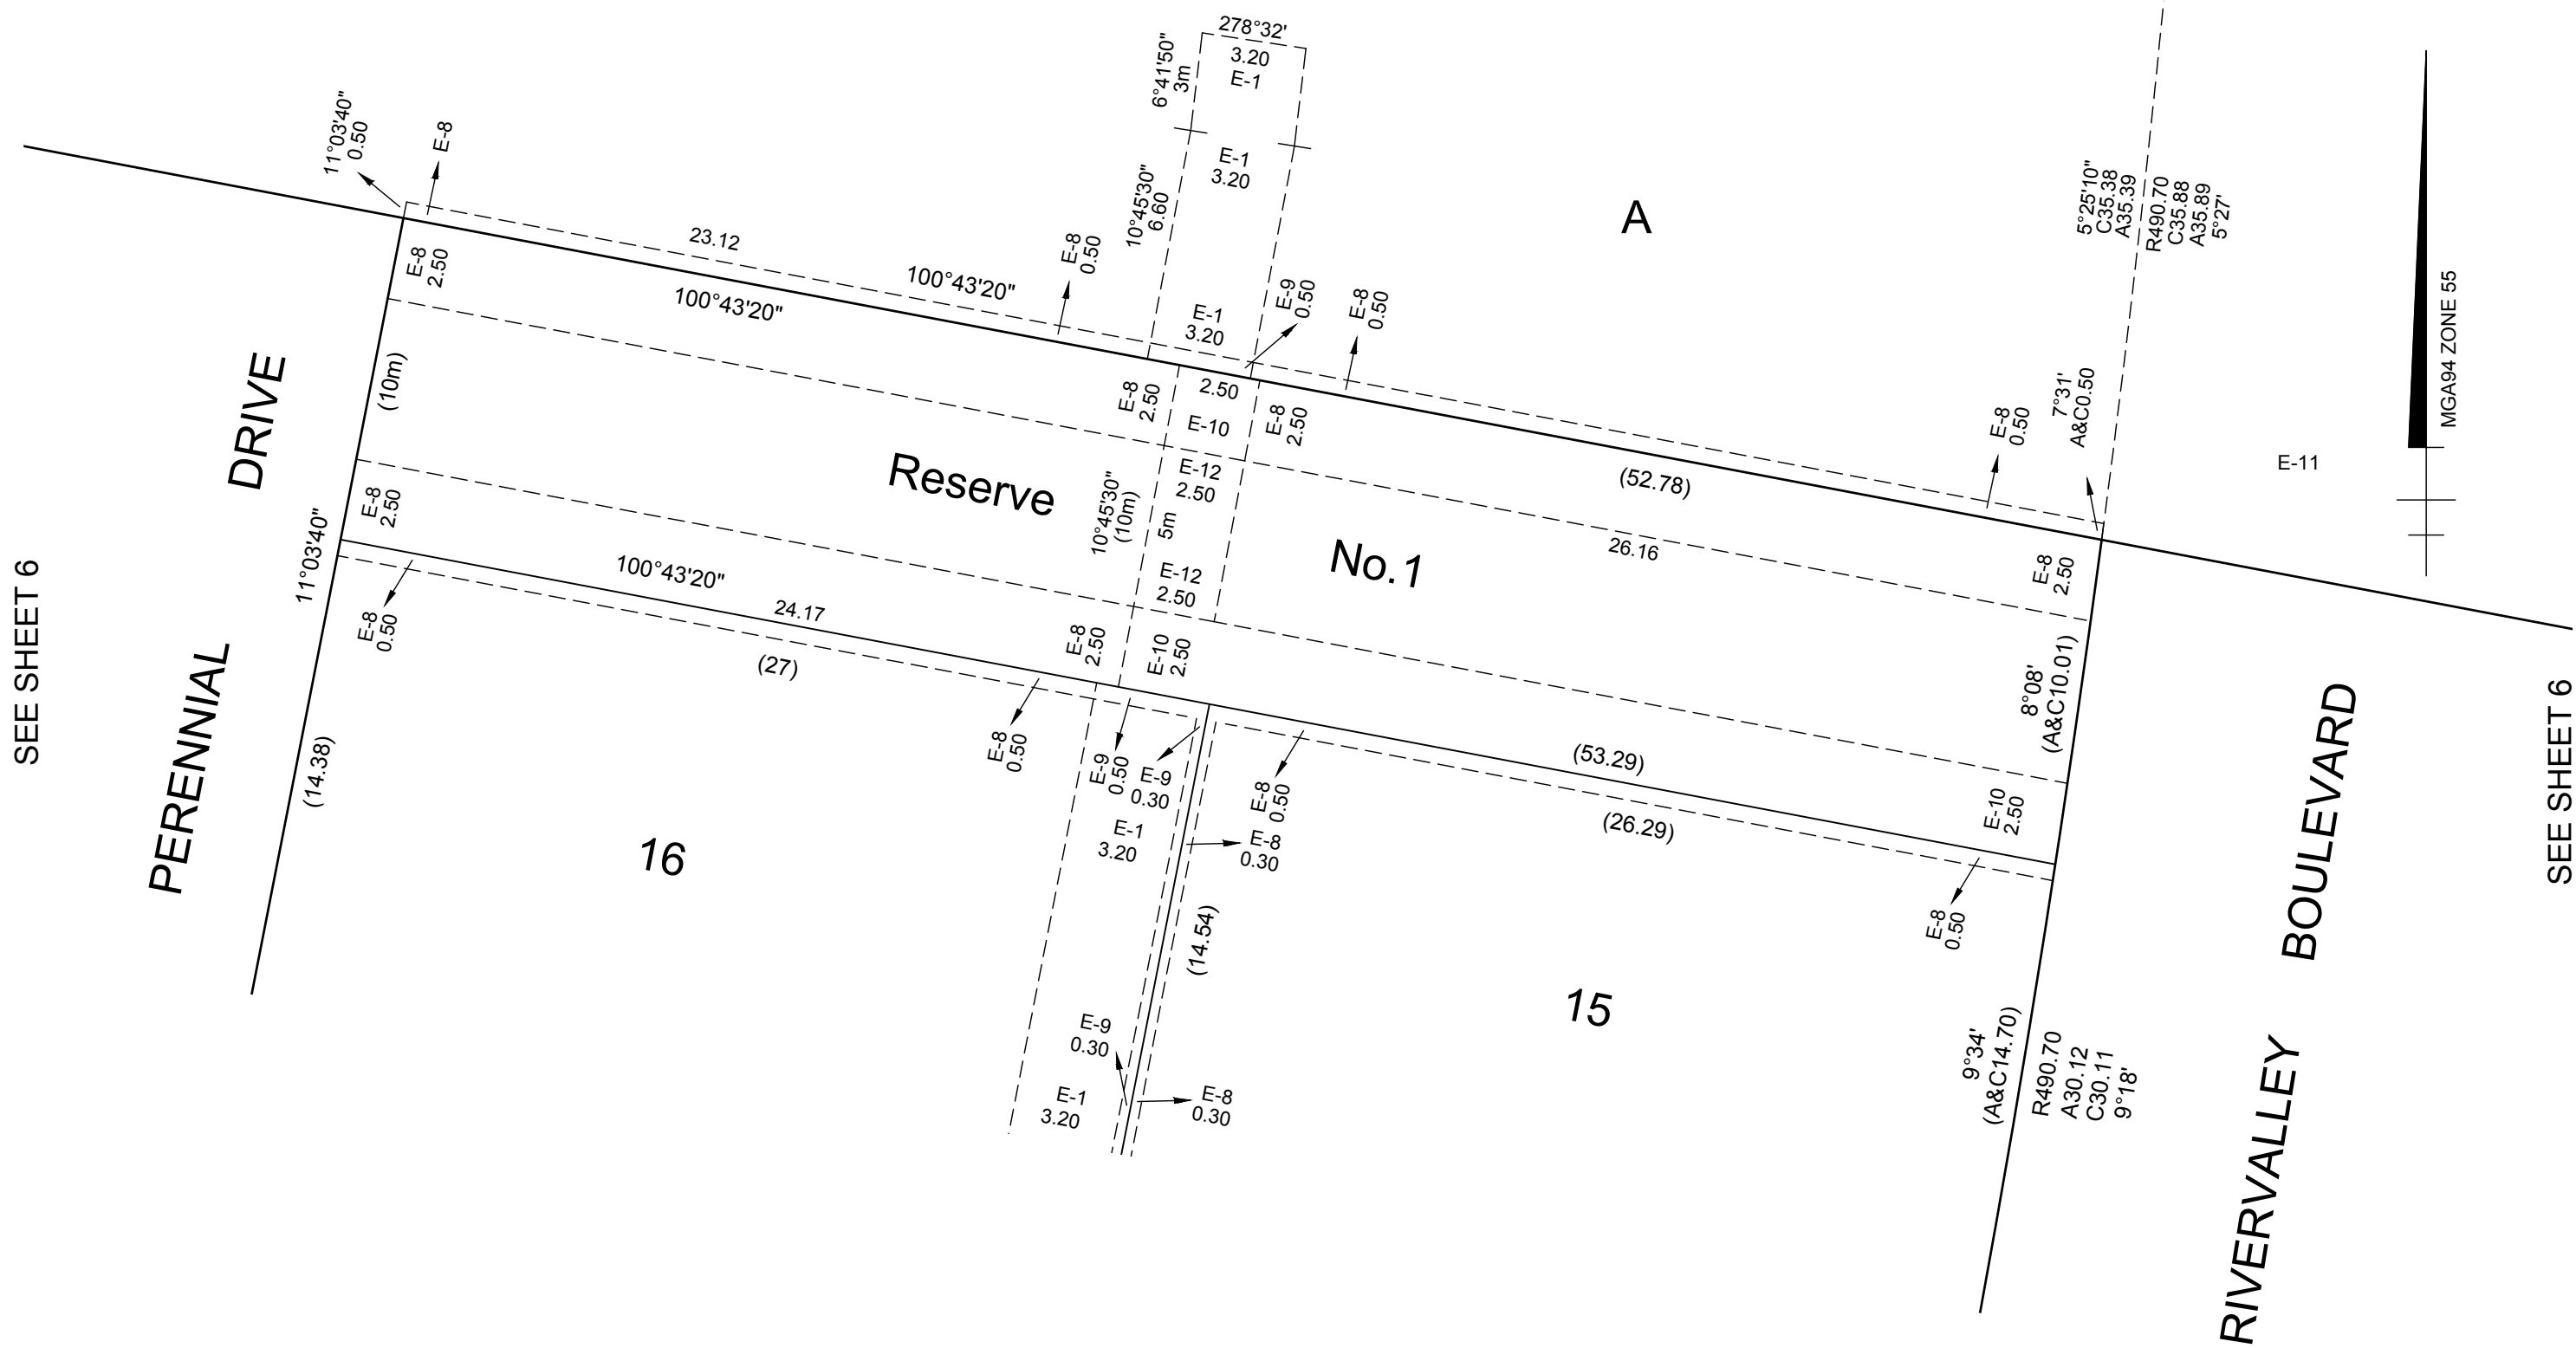 278°32'
3.20
E-1
6°41'50"
3m
11°03'40"
0.50
E-8
E-1
3.20
10°45'30"
6.60
A
5°25'10"
C35.38
A35.39
R490.70
C35.88
A35.89
5°27'
23.12
100°43'20"
E-8
0.50
E-8
2.50
100°43'20"
E-1
3.20
E-9
0.50
E-8
0.50
MGA94 ZONE 55
(10m)
E-8
2.50
2.50
E-10
E-8
2.50
7°31'
A&C0.50
E-8
0.50
E-11
DRIVE
Reserve
E-12
2.50
(52.78)
E-8
2.50
10°45'30"
(10m)
5m
No.1
26.16
E-8
2.50
11°03'40"
100°43'20"
24.17
E-12
2.50
SEE SHEET 6
E-8
0.50
(27)
E-8
2.50
E-10
2.50
8°08'
(A&C10.01)
PERENNIAL
(14.38)
E-8
0.50
E-9
0.50
E-9
0.30
E-8
0.50
(53.29)
(26.29)
E-10
2.50
BOULEVARD
SEE SHEET 6
16
E-1
3.20
E-8
0.30
(14.54)
E-8
0.50
15
E-9
0.30
E-1
3.20
E-8
0.30
9°34'
(A&C14.70)
R490.70
A30.12
C30.11
9°18'
RIVERVALLEY